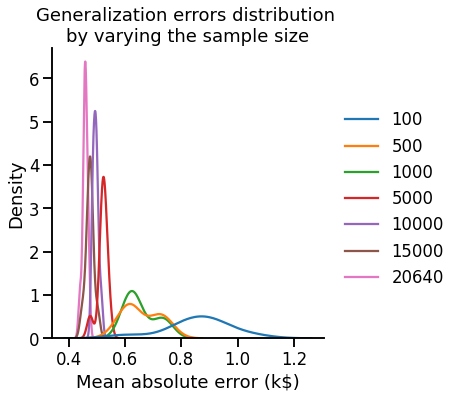 Generalization errors distribution
by varying the sample size
Density
6
5
4
3
2
1
0
0.4 0.6 0.8 1.0 1.2
Mean absolute error (k$)
100
500
1000
5000
10000
15000
20640